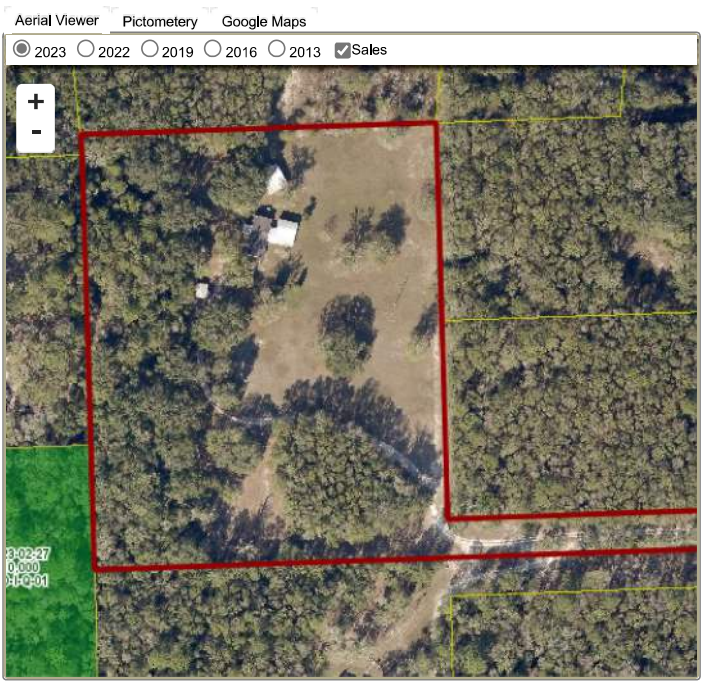 Aerial Viewer Pictometery Google Maps
2023 2022 2019 2016 2013 Sales
+
-
3-02-27
0,000
-I-Q-01